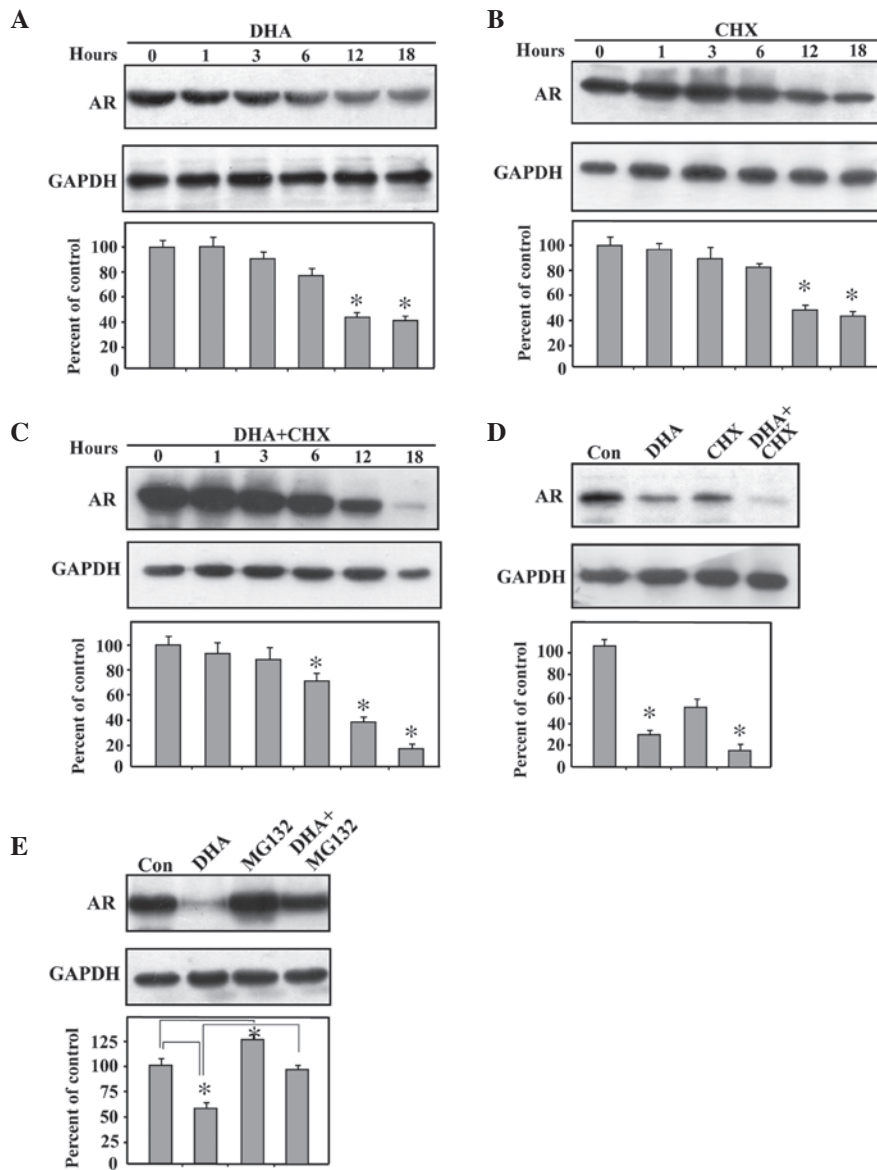 A
DHA
Hours 0 1 3 6 12 18
AR
GAPDH
Percent of control
100
80
60
40
20
0
* *
B
CHX
Hours 0 1 3 6 12 18
AR
GAPDH
Percent of control
100
80
60
40
20
0
* *
C
DHA+CHX
Hours 0 1 3 6 12 18
AR
GAPDH
Percent of control
100
80
60
40
20
0
* * *
D
Con DHA CHX DHA+ CHX
AR
GAPDH
Percent of control
100
80
60
40
20
0
* *
E
Con DHA MG132 DHA+ MG132
AR
GAPDH
Percent of control
125
100
75
50
25
0
* *